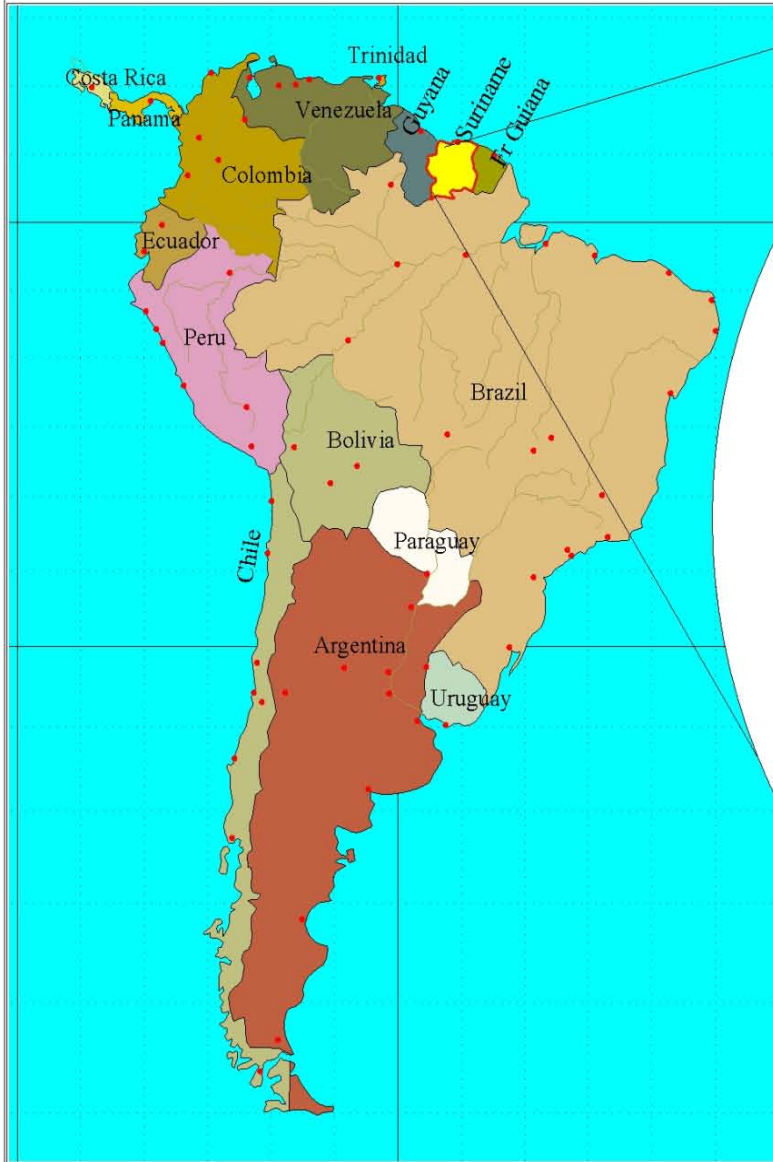 Trinidad
Costa Rica
Panama
Venezuela
Guyana
Suriname
Fr Guiana
Colombia
Ecuador
Peru
Brazil
Bolivia
Paraguay
Chile
Argentina
Uruguay